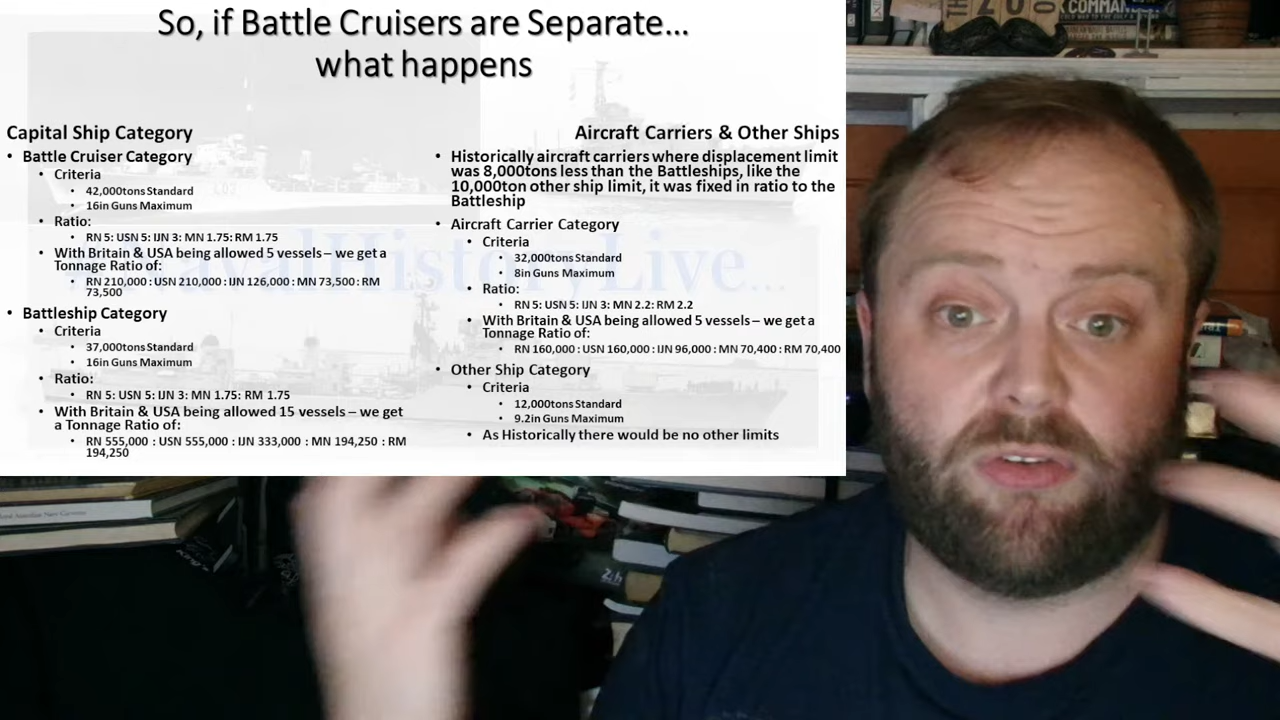 So, if Battle Cruisers are Separate...
what happens
Capital Ship Category
• Battle Cruiser Category
• Criteria
• 42,000tons Standard
• 16in Guns Maximum
• Ratio:
• RN 5: USN 5: IJN 3: MN 1.75: RM 1.75
• With Britain & USA being allowed 5 vessels – we get a
Tonnage Ratio of:
• RN 210,000 : USN 210,000 : IJN 126,000 : MN 73,500 : RM
73,500
• Battleship Category
• Criteria
• 37,000tons Standard
• 16in Guns Maximum
• Ratio:
• RN 5: USN 5: IJN 3: MN 1.75: RM 1.75
• With Britain & USA being allowed 15 vessels – we get
a Tonnage Ratio of:
• RN 555,000 : USN 555,000 : IJN 333,000 : MN 194,250 : RM
194,250
Aircraft Carriers & Other Ships
• Historically aircraft carriers where displacement limit
was 8,000tons less than the Battleships, like the
10,000ton other ship limit, it was fixed in ratio to the
Battleship
• Aircraft Carrier Category
• Criteria
• 32,000tons Standard
• 8in Guns Maximum
• Ratio:
• RN 5: USN 5: IJN 3: MN 2.2: RM 2.2
• With Britain & USA being allowed 5 vessels – we get a
Tonnage Ratio of:
• RN 160,000 : USN 160,000 : IJN 96,000 : MN 70,400 : RM 70,400
• Other Ship Category
• Criteria
• 12,000tons Standard
• 9.2in Guns Maximum
• As Historically there would be no other limits
COMMAN